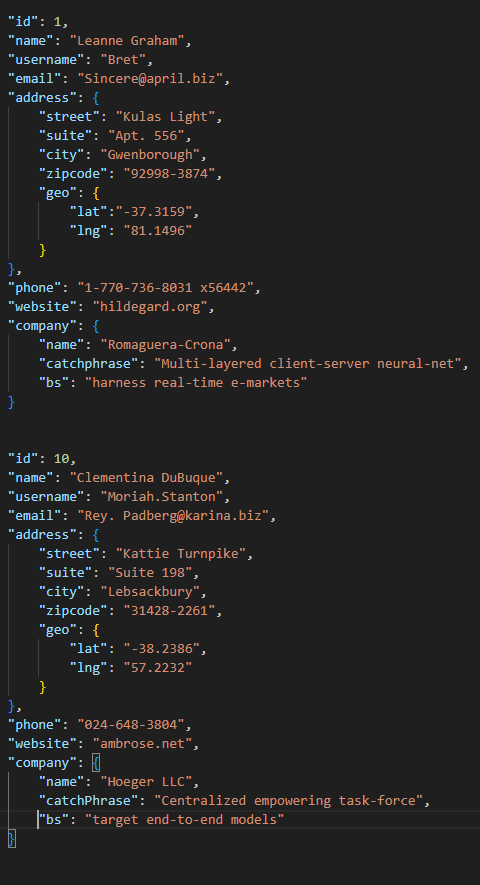 "id": 1,
"name": "Leanne Graham",
"username": "Bret",
"email": "Sincere@april.biz",
"address": {
    "street": "Kulas Light",
    "suite": "Apt. 556",
    "city": "Gwenborough",
    "zipcode": "92998-3874",
    "geo": {
        "lat":"-37.3159",
        "lng": "81.1496"
    }
},
"phone": "1-770-736-8031 x56442",
"website": "hildegard.org",
"company": {
    "name": "Romaguera-Crona",
    "catchphrase": "Multi-layered client-server neural-net",
    "bs": "harness real-time e-markets"
}
"id": 10,
"name": "Clementina DuBuque",
"username": "Moriah.Stanton",
"email": "Rey. Padberg@karina.biz",
"address": {
    "street": "Kattie Turnpike",
    "suite": "Suite 198",
    "city": "Lebsackbury",
    "zipcode": "31428-2261",
    "geo": {
        "lat": "-38.2386",
        "lng": "57.2232"
    }
},
"phone": "024-648-3804",
"website": "ambrose.net",
"company": {
    "name": "Hoeger LLC",
    "catchPhrase": "Centralized empowering task-force",
    "bs": "target end-to-end models"
}